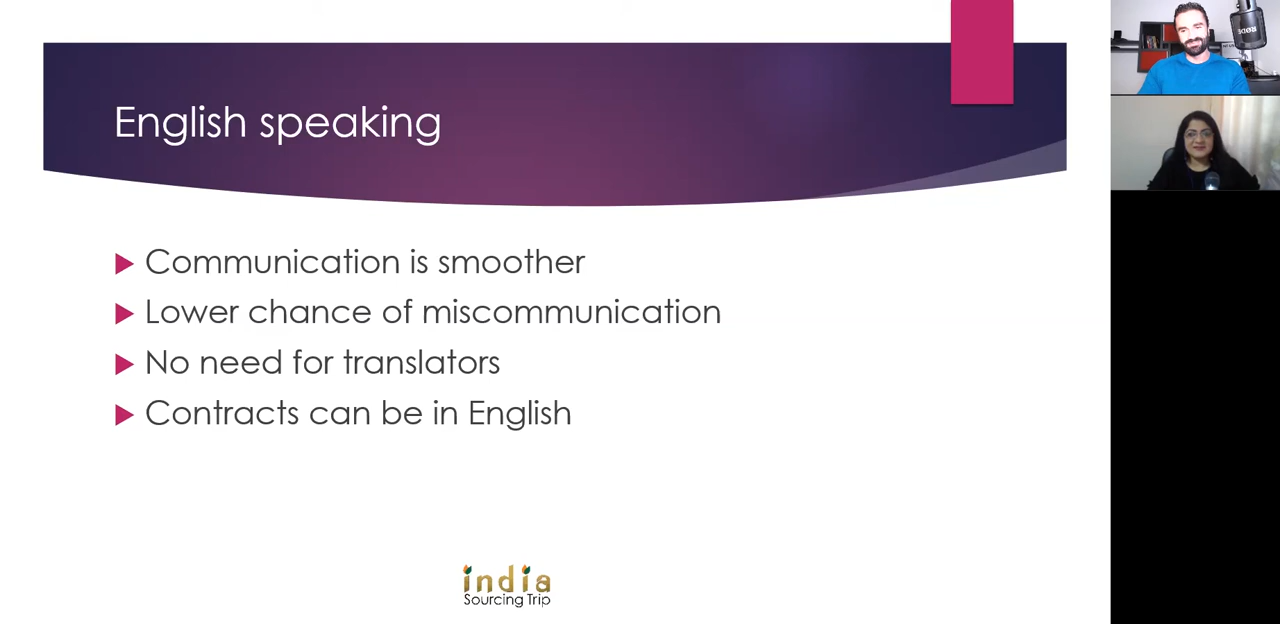 English speaking
Communication is smoother
Lower chance of miscommunication
No need for translators
Contracts can be in English
india
Sourcing Trip
RØDE